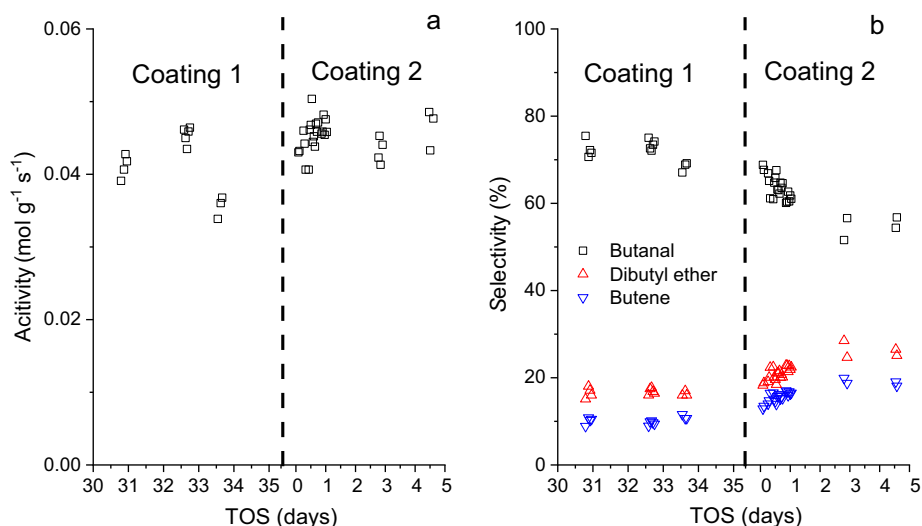 a
Coating 1
Coating 2
Acitivity (mol g⁻¹ s⁻¹)
0.06
0.04
0.02
0.00
30 31 32 33 34 35 0 1 2 3 4 5
TOS (days)
b
Coating 1
Coating 2
Selectivity (%)
100
80
60
40
20
0
Butanal
Dibutyl ether
Butene
30 31 32 33 34 35 0 1 2 3 4 5
TOS (days)